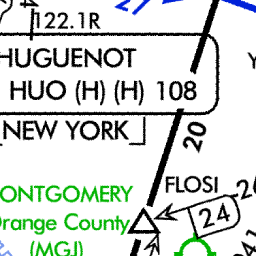 122.1R
HUGUENOT
HUO (H) (H) 108
NEW YORK
20
FLOSI
24
ONTGOMERY
Orange County
(MGJ)